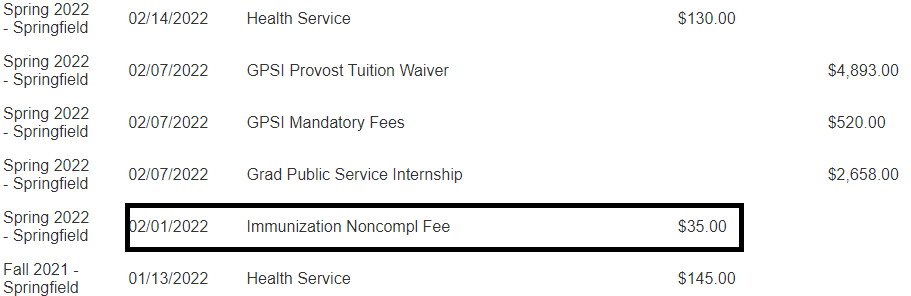 Spring 2022
- Springfield 02/14/2022 Health Service $130.00
Spring 2022
- Springfield 02/07/2022 GPSI Provost Tuition Waiver $4,893.00
Spring 2022
- Springfield 02/07/2022 GPSI Mandatory Fees $520.00
Spring 2022
- Springfield 02/07/2022 Grad Public Service Internship $2,658.00
Spring 2022
- Springfield 02/01/2022 Immunization Noncompl Fee $35.00
Fall 2021 -
Springfield 01/13/2022 Health Service $145.00